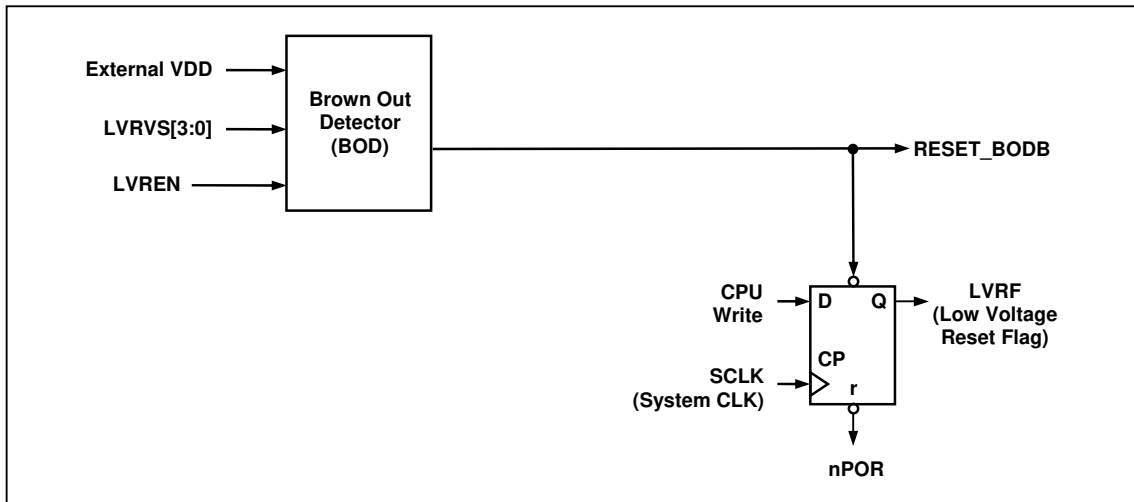 External VDD
LVRVS[3:0]
LVREN
Brown Out
Detector
(BOD)
RESET_BODB
CPU
Write
D
Q
LVRF
(Low Voltage
Reset Flag)
CP
SCLK
(System CLK)
r
nPOR